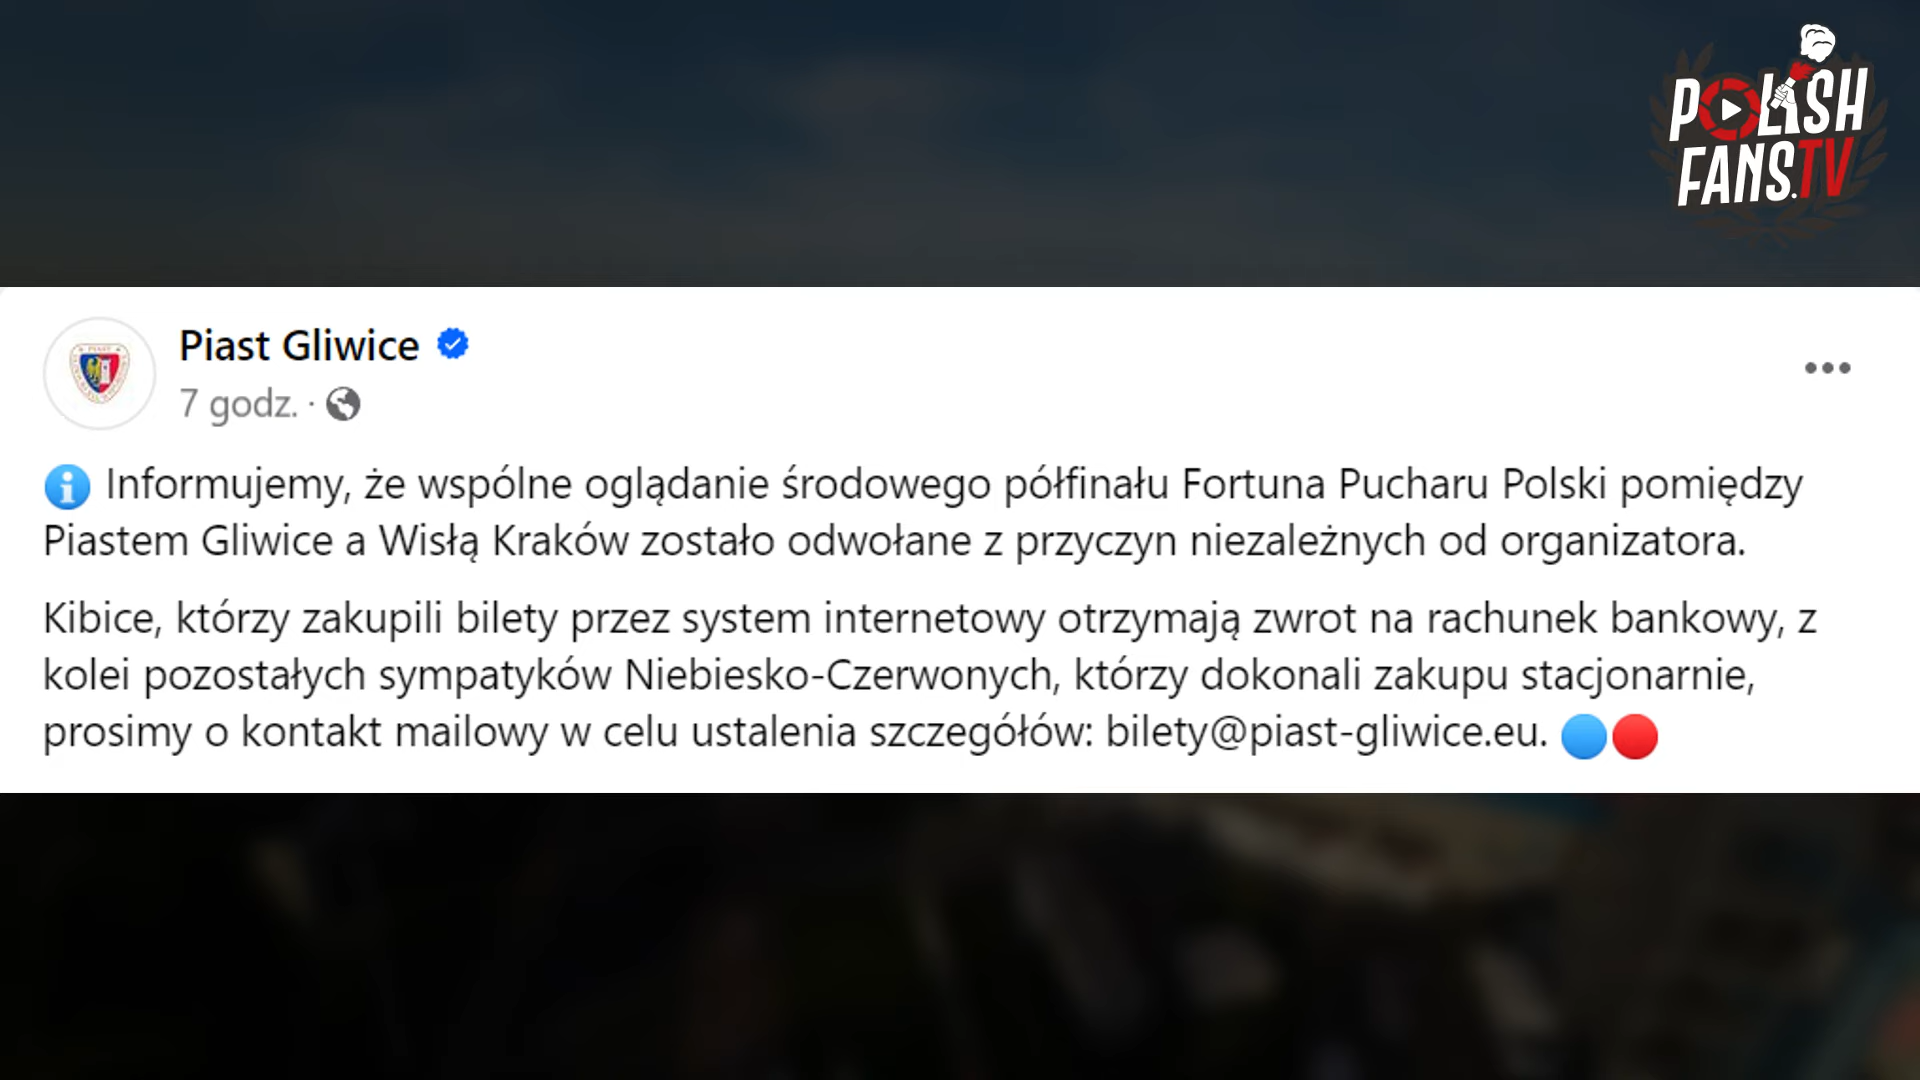 POLISH
FANS.TV
Piast Gliwice
7 godz. ·
Informujemy, że wspólne oglądanie środowego półfinału Fortuna Pucharu Polski pomiędzy
Piastem Gliwice a Wisłą Kraków zostało odwołane z przyczyn niezależnych od organizatora.
Kibice, którzy zakupili bilety przez system internetowy otrzymają zwrot na rachunek bankowy, z
kolei pozostałych sympatyków Niebiesko-Czerwonych, którzy dokonali zakupu stacjonarnie,
prosimy o kontakt mailowy w celu ustalenia szczegółów: bilety@piast-gliwice.eu.